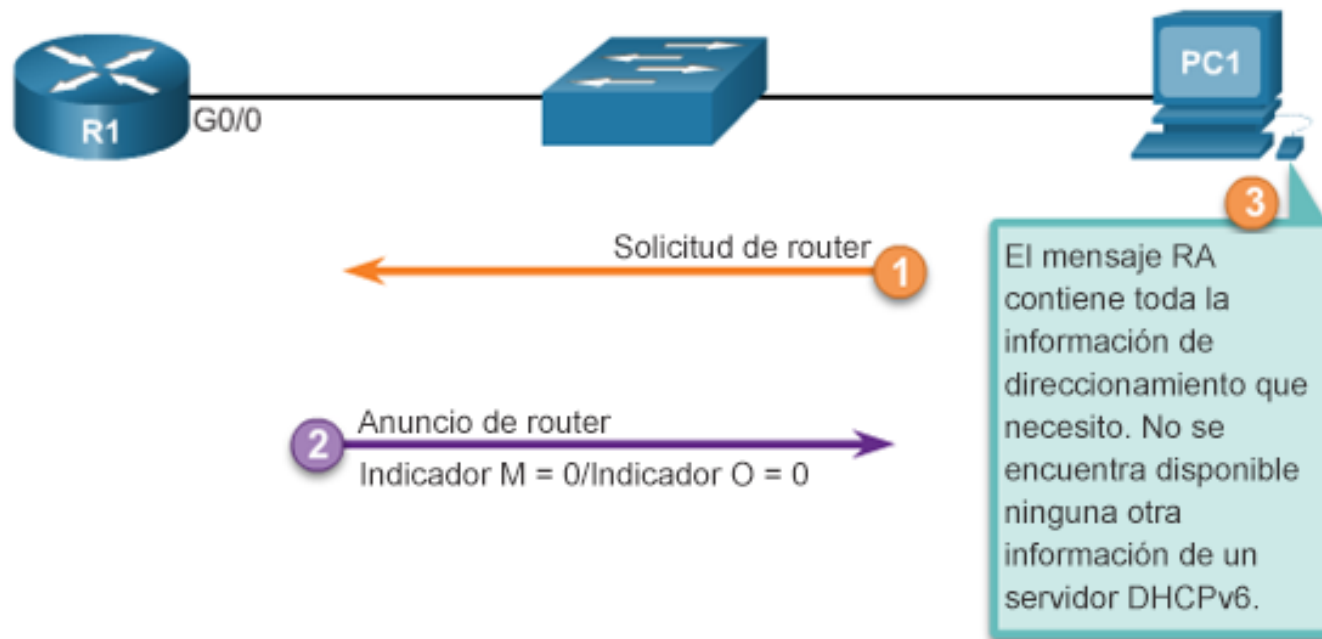 R1
G0/0
PC1
Solicitud de router
1
2
Anuncio de router
Indicador M = 0/Indicador O = 0
3
El mensaje RA
contiene toda la
información de
direccionamiento que
necesito. No se
encuentra disponible
ninguna otra
información de un
servidor DHCPv6.